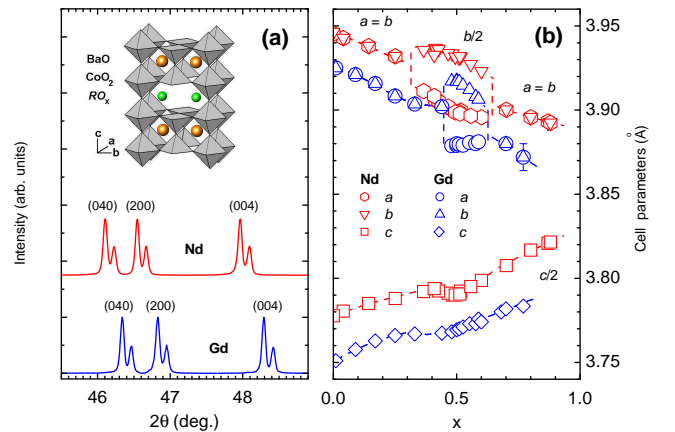 (a)
BaO
CoO2
ROx
c
a
b
(040) (200) (004)
Nd
(040) (200) (004)
Gd
Intensity (arb. units)
46 47 48
2θ (deg.)
(b)
a = b
b/2
a = b
Nd Gd
a a
b b
c c
c/2
3.95
3.90
3.85
3.80
3.75
Cell parameters (Å)
0.0 0.5 1.0
x